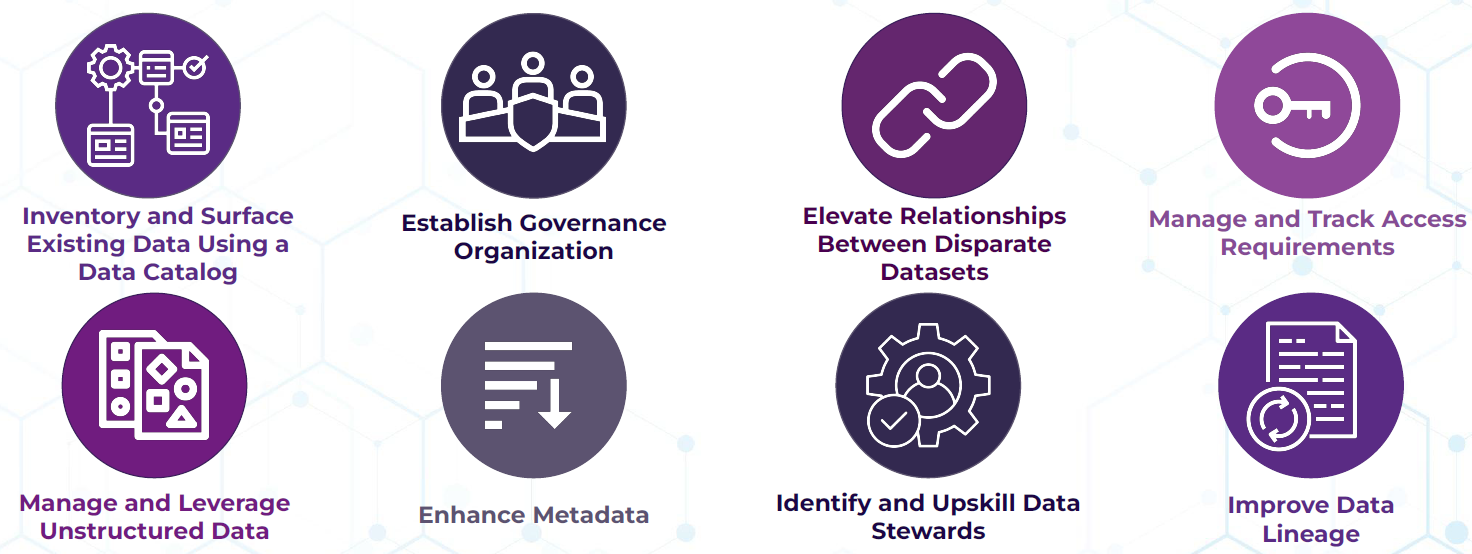 Inventory and Surface
Existing Data Using a
Data Catalog
Establish Governance
Organization
Elevate Relationships
Between Disparate
Datasets
Manage and Track Access
Requirements
Manage and Leverage
Unstructured Data
Enhance Metadata
Identify and Upskill Data
Stewards
Improve Data
Lineage